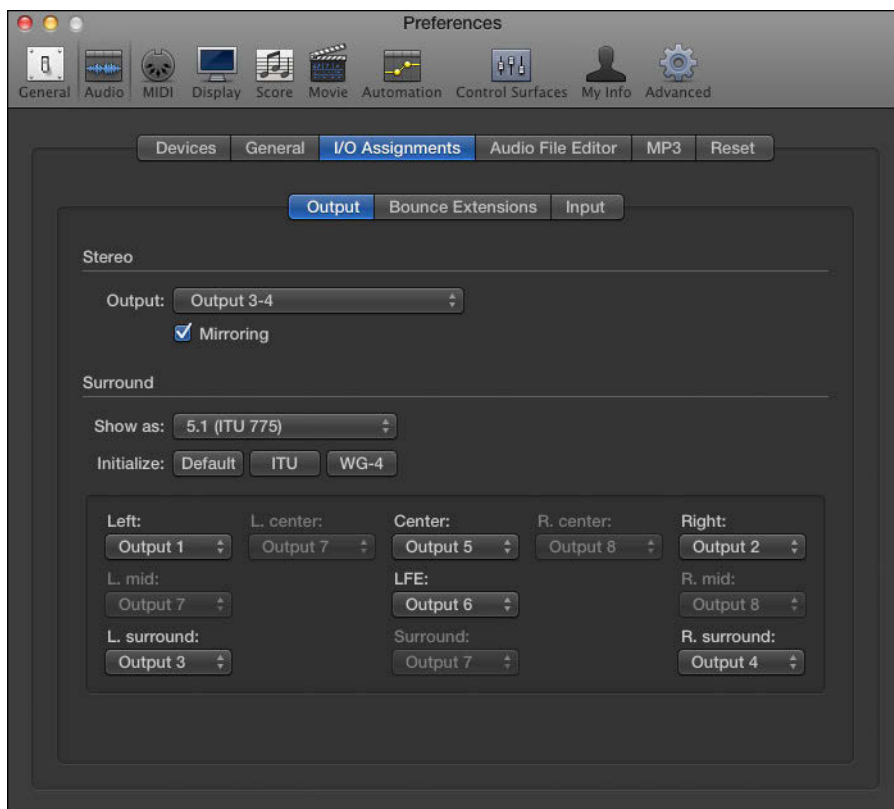 Preferences
General Audio MIDI Display Score Movie Automation Control Surfaces My Info Advanced
Devices General I/O Assignments Audio File Editor MP3 Reset
Output Bounce Extensions Input
Stereo
Output: Output 3-4
Mirroring
Surround
Show as: 5.1 (ITU 775)
Initialize: Default ITU WG-4
Left: L. center: Center: R. center: Right:
Output 1 Output 7 Output 5 Output 8 Output 2
L. mid: LFE: R. mid:
Output 7 Output 6 Output 8
L. surround: Surround: R. surround:
Output 3 Output 7 Output 4